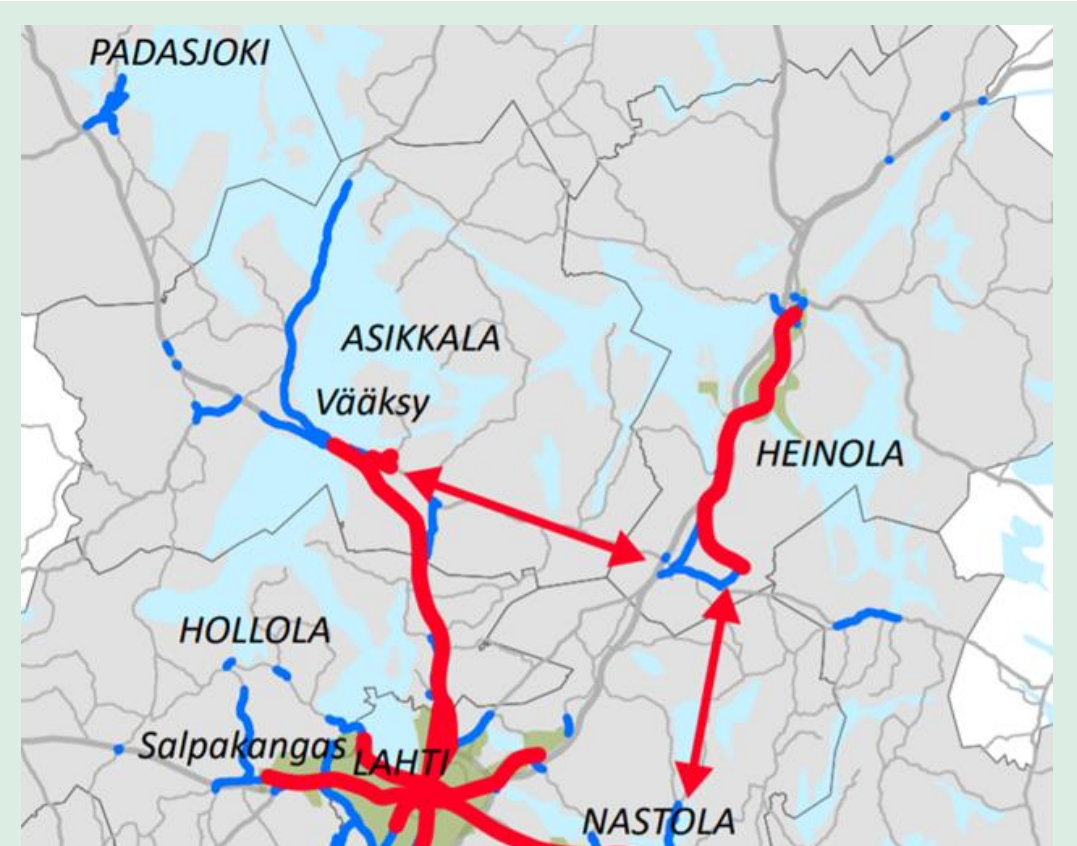 PADASJOKI
ASIKKALA
Vääksy
HEINOLA
HOLLOLA
Salpakangas
LAHTI
NASTOLA